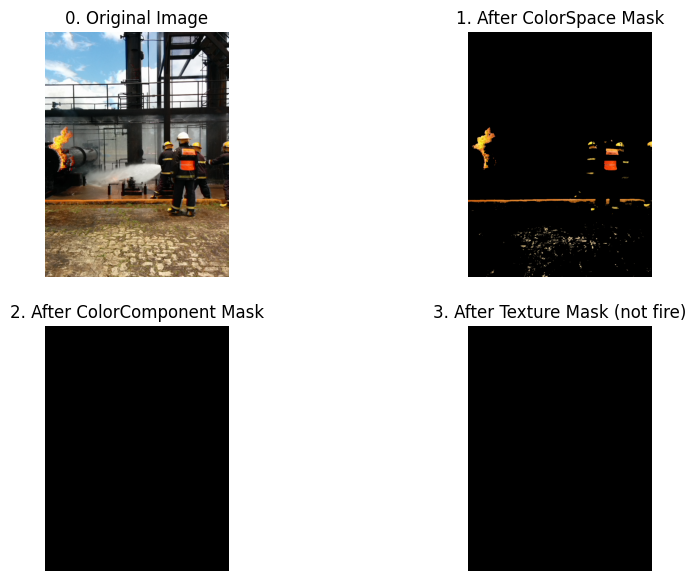 0. Original Image
1. After ColorSpace Mask
2. After ColorComponent Mask
3. After Texture Mask (not fire)